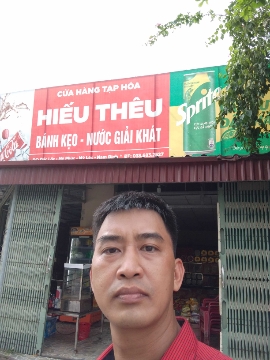 CỬA HÀNG TẠP HÓA
HIẾU THÊU
BÁNH KẸO - NƯỚC GIẢI KHÁT
Sprite